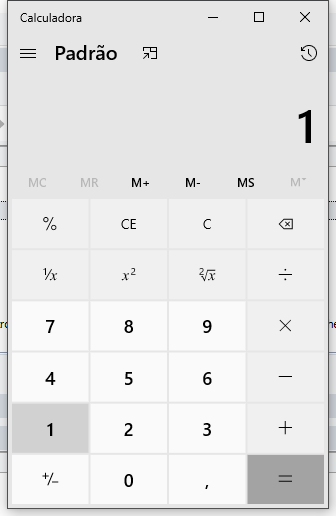 Calculadora
Padrão
1
MC MR M+ M- MS M˅
% CE C
¹/x x² ²√x ÷
7 8 9 ×
4 5 6 −
1 2 3 +
+/− 0 , =